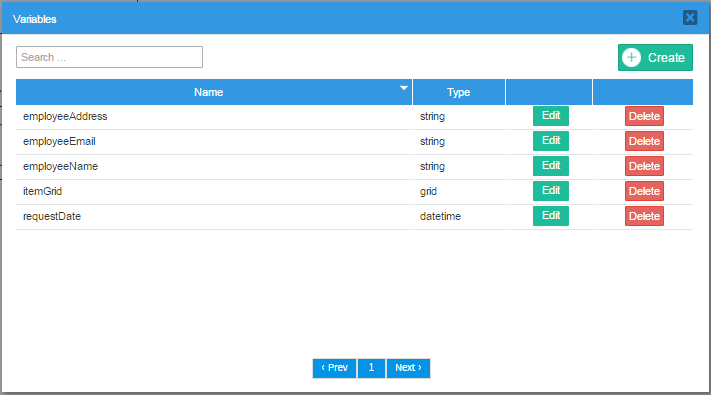 Variables
Search ...
Create
Name Type
employeeAddress string Edit Delete
employeeEmail string Edit Delete
employeeName string Edit Delete
itemGrid grid Edit Delete
requestDate datetime Edit Delete
‹ Prev 1 Next ›